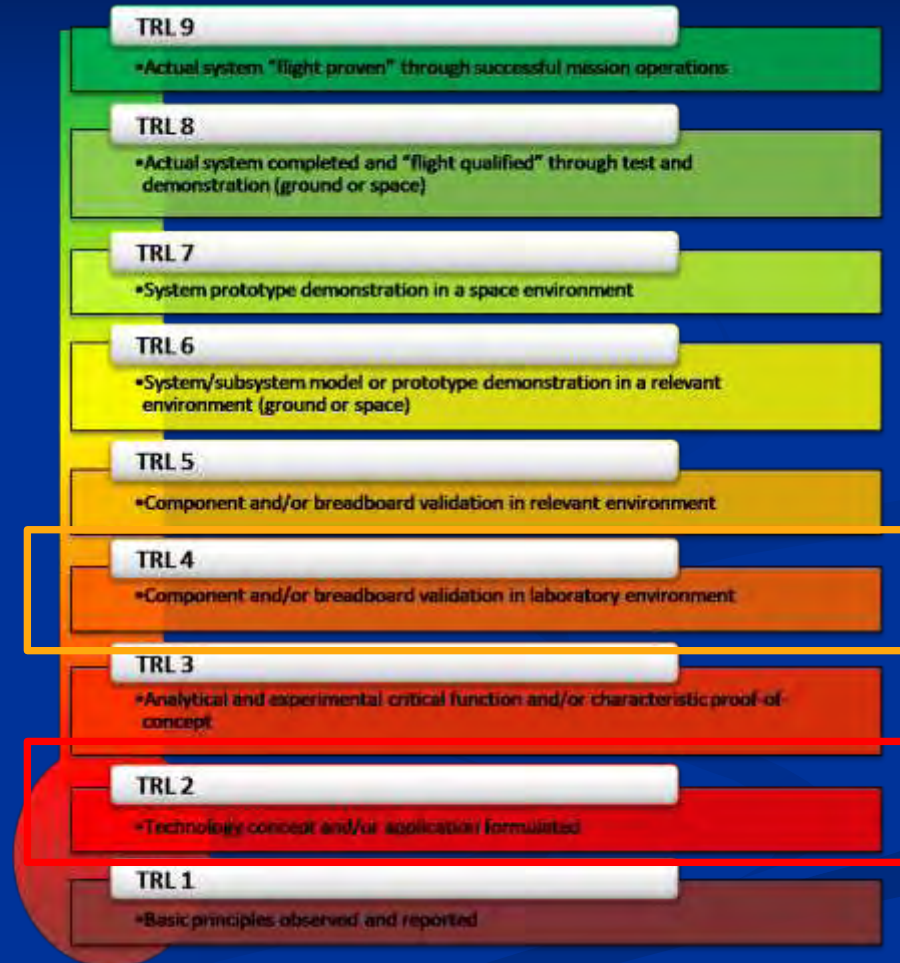 TRL 9
•Actual system "flight proven" through successful mission operations
TRL 8
•Actual system completed and "flight qualified" through test and
demonstration (ground or space)
TRL 7
•System prototype demonstration in a space environment
TRL 6
•System/subsystem model or prototype demonstration in a relevant
environment (ground or space)
TRL 5
•Component and/or breadboard validation in relevant environment
TRL 4
•Component and/or breadboard validation in laboratory environment
TRL 3
•Analytical and experimental critical function and/or characteristic proof-of-
concept
TRL 2
•Technology concept and/or application formulated
TRL 1
•Basic principles observed and reported